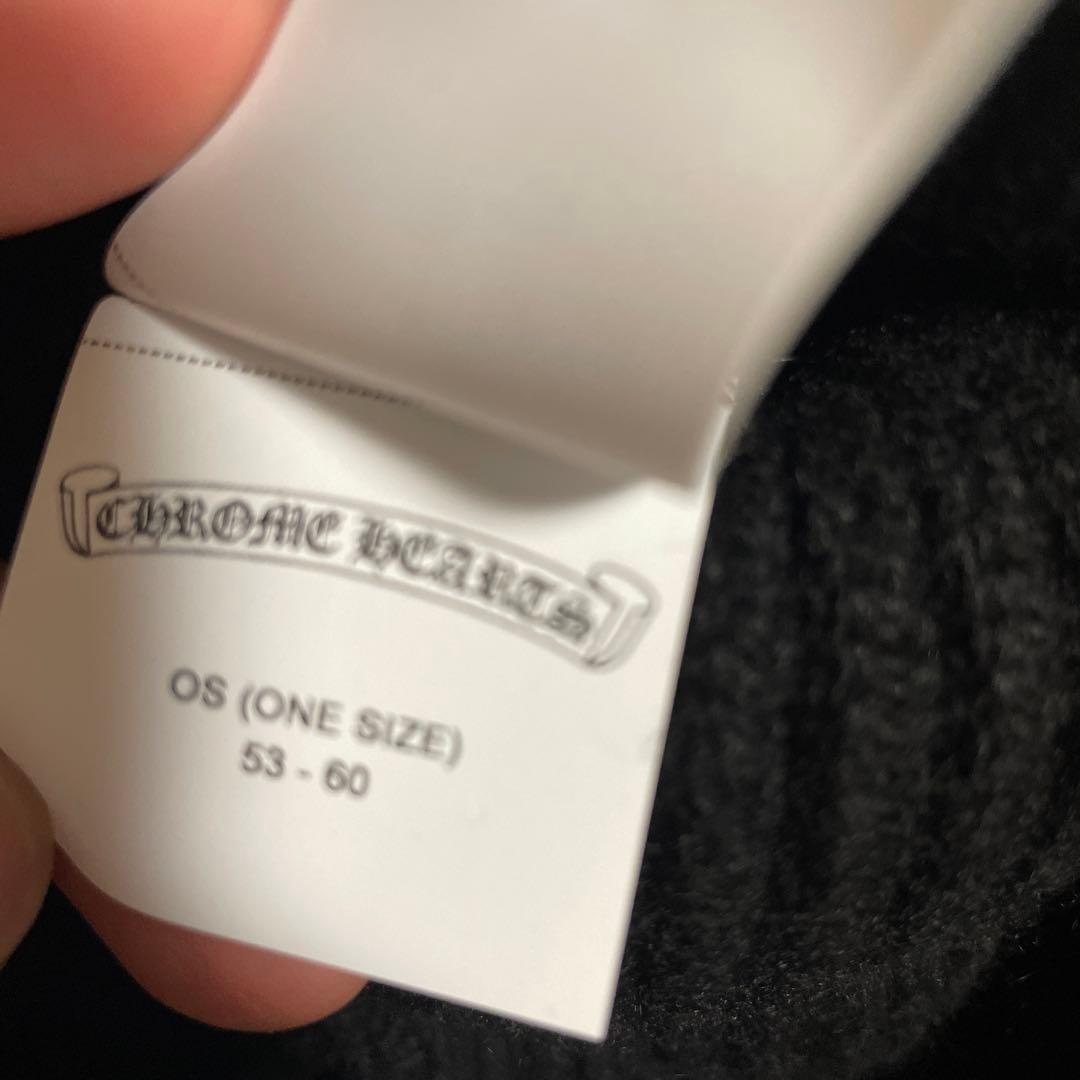 CHROME HEARTS
OS (ONE SIZE)
53 - 60